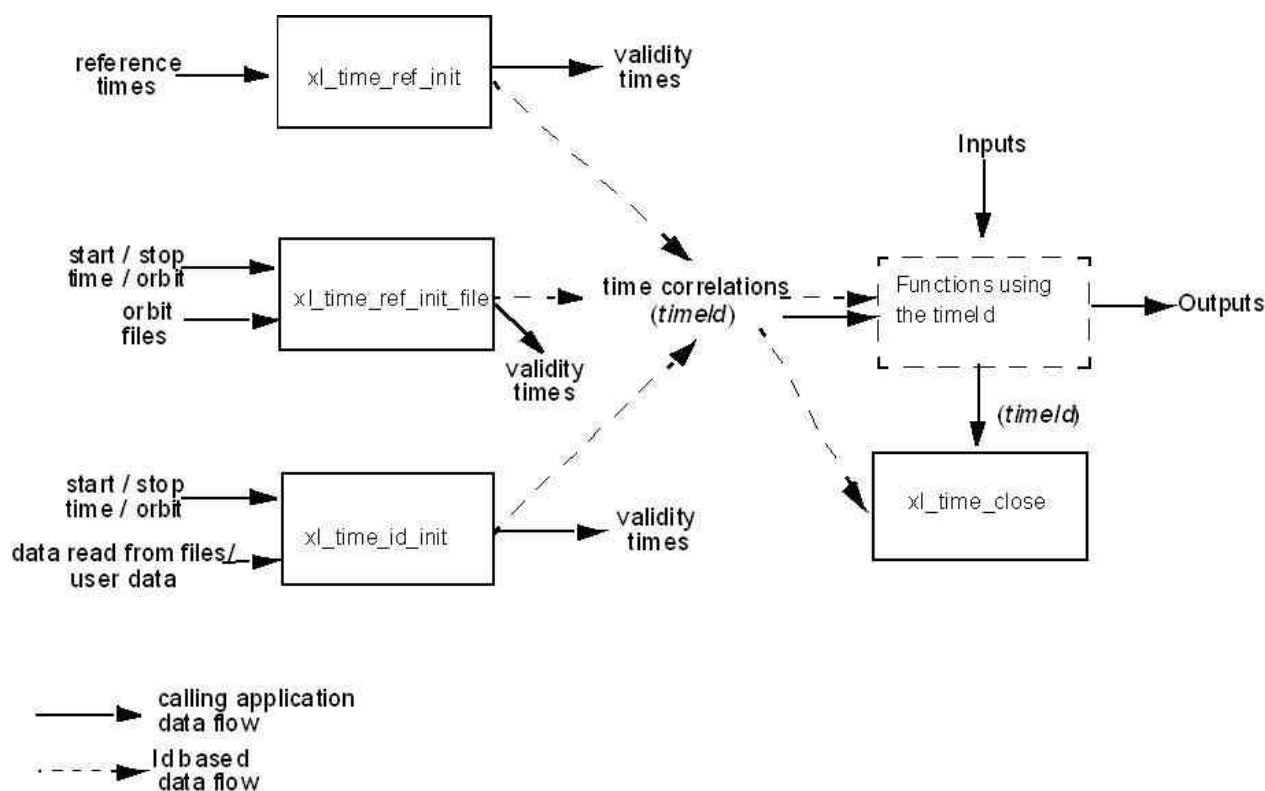 reference
times
xl_time_ref_init
validity
times
Inputs
start / stop
time / orbit
orbit
files
xl_time_ref_init_file
validity
times
time correlations
(timeId)
Functions using
the timeId
Outputs
(timeId)
start / stop
time / orbit
data read from files/
user data
xl_time_id_init
validity
times
xl_time_close
calling application
data flow
Id based
data flow